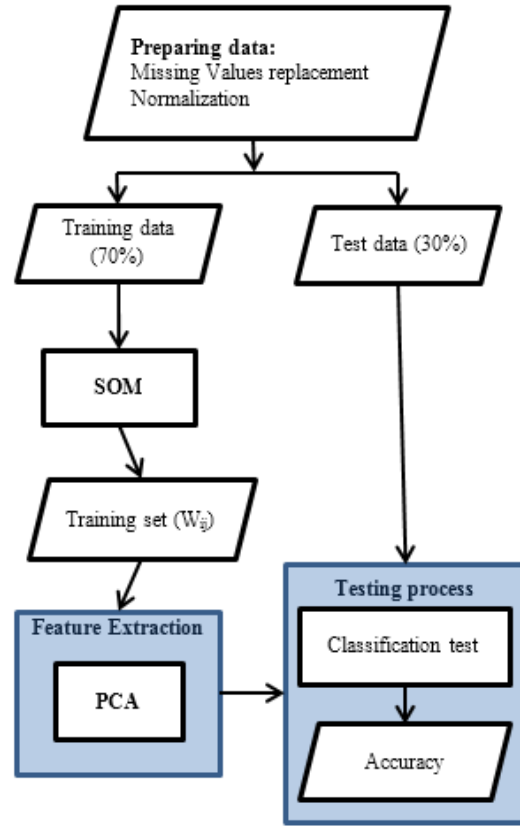 Preparing data:
Missing Values replacement
Normalization
Training data
(70%)
Test data (30%)
SOM
Training set (Wij)
Feature Extraction
PCA
Testing process
Classification test
Accuracy